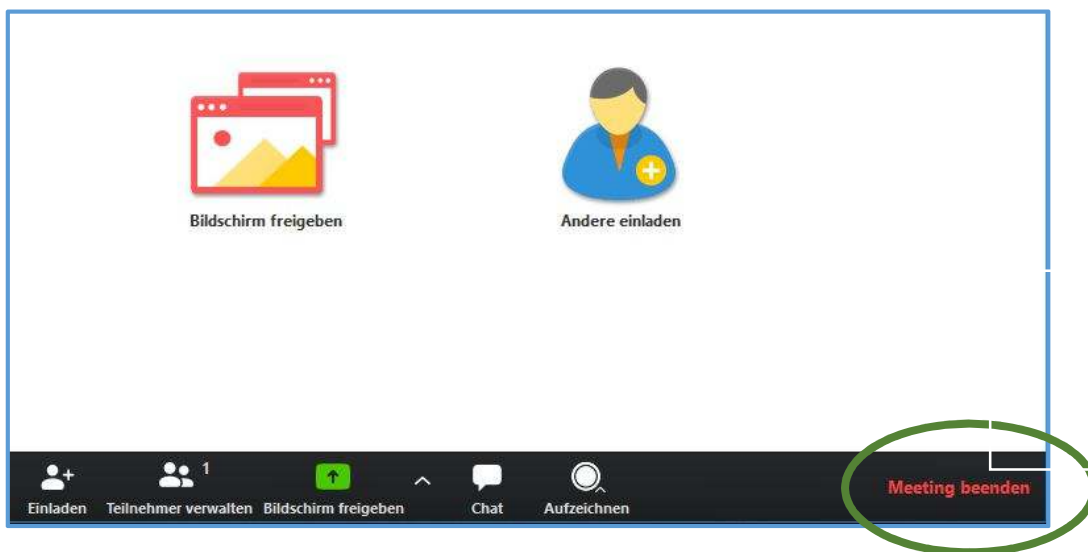 Bildschirm freigeben Andere einladen
1
Einladen Teilnehmer verwalten Bildschirm freigeben Chat Aufzeichnen Meeting beenden